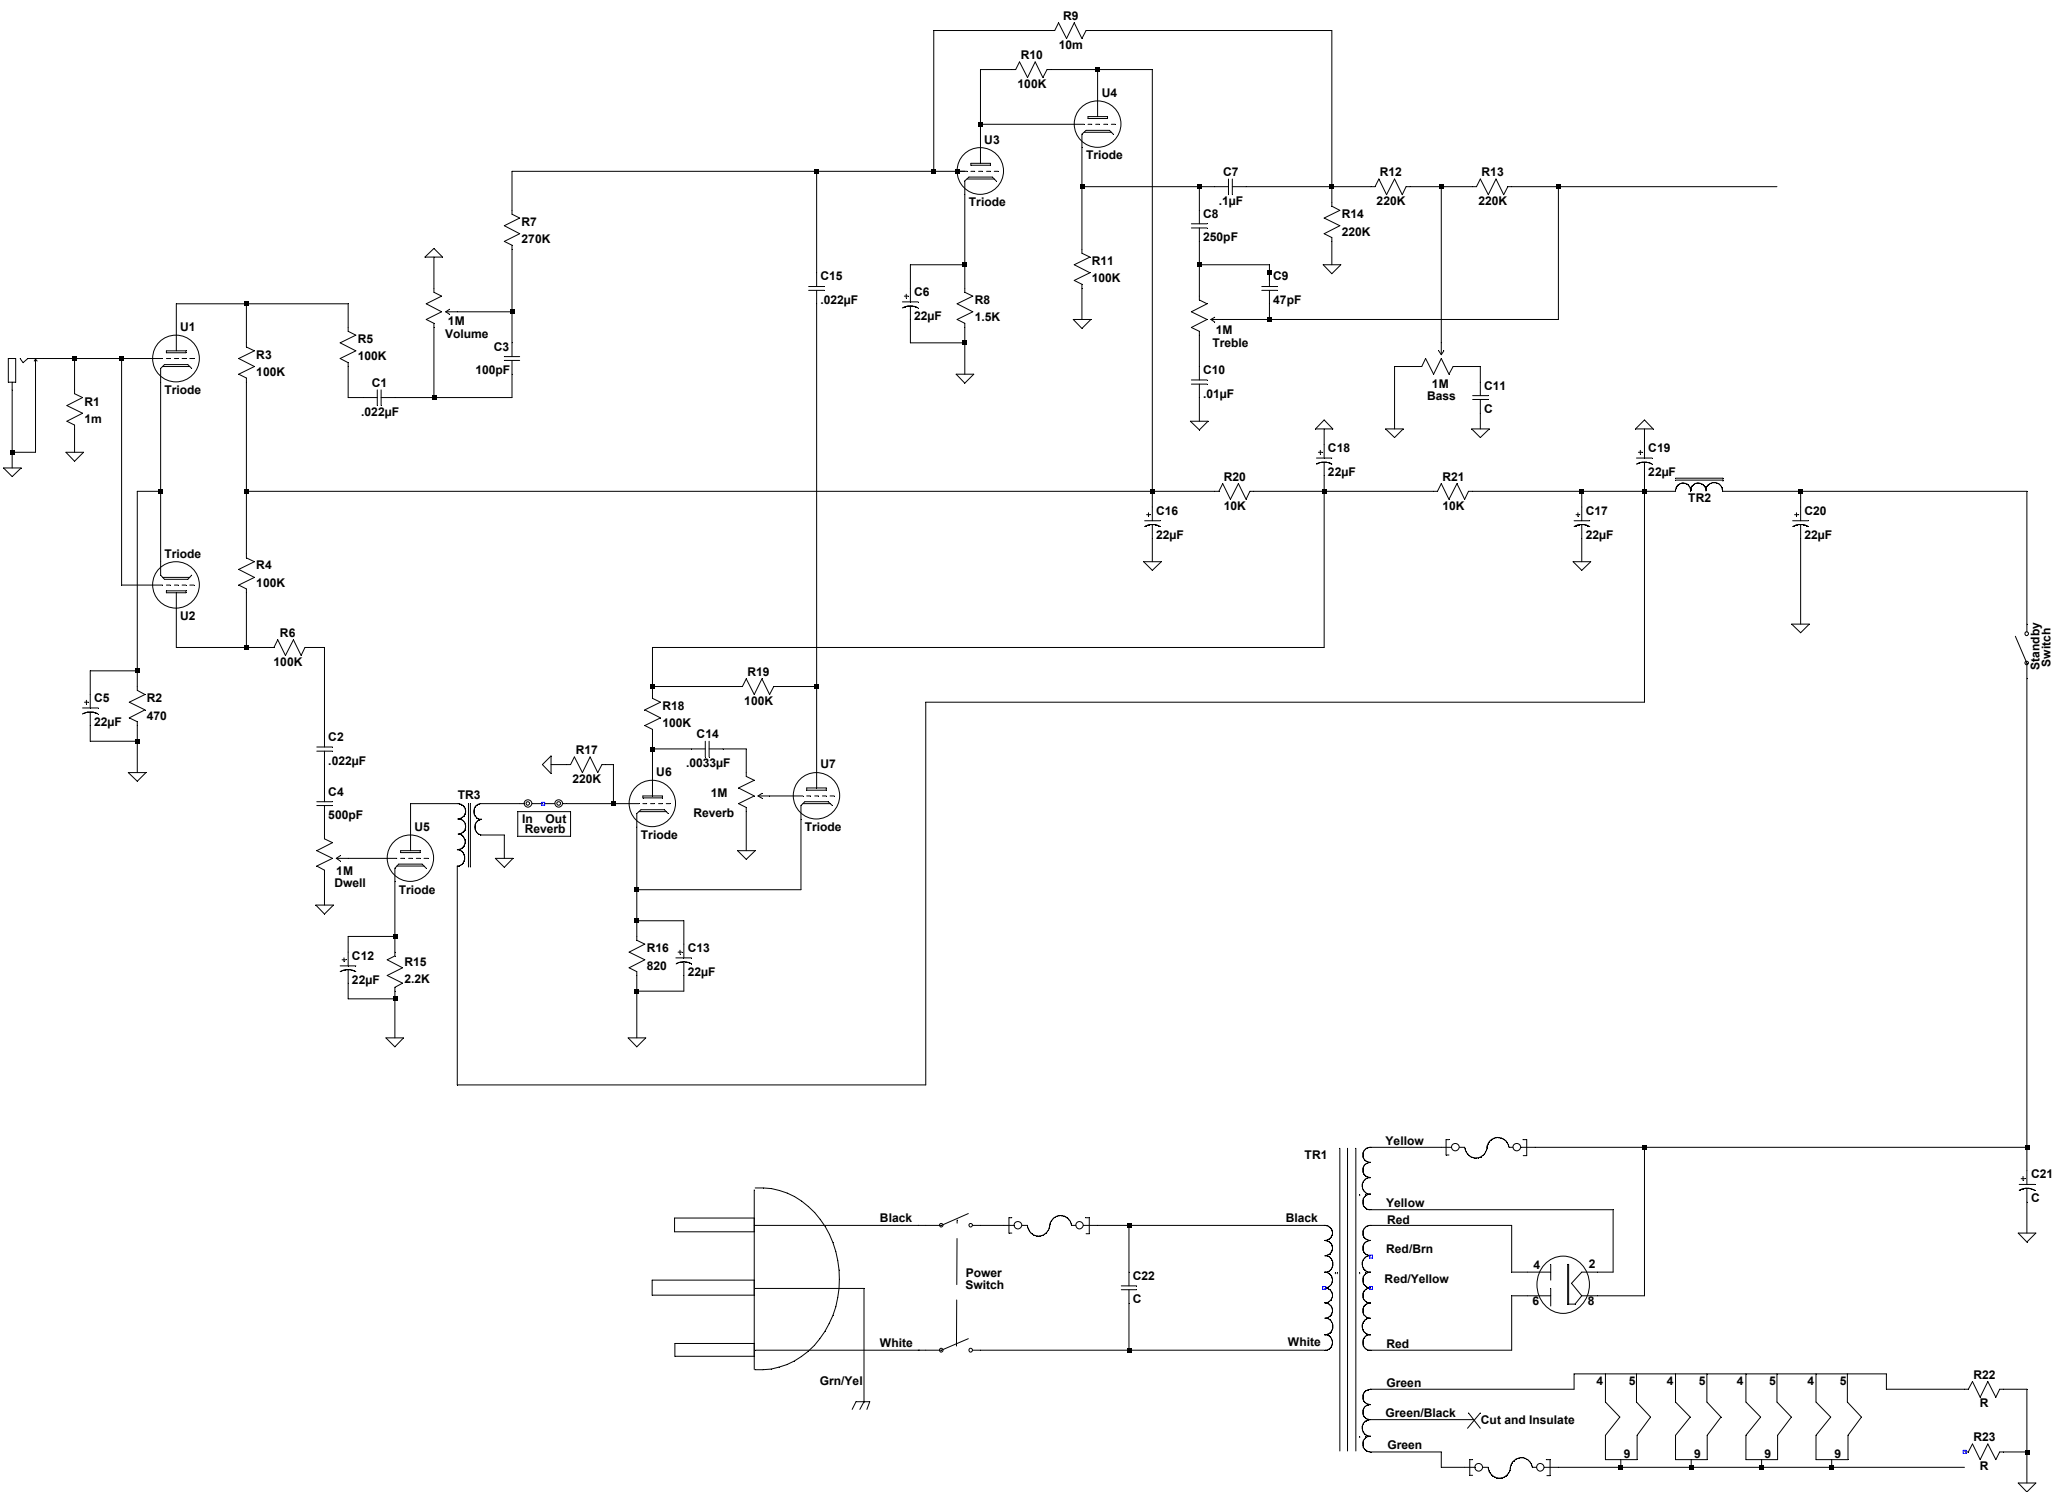 R9
10m
R10
100K
U4
Triode
U3
Triode
C7
.1µF
R12
220K
R13
220K
C8
250pF
R14
220K
R7
270K
R11
100K
C9
47pF
C15
.022µF
C6
22µF
R8
1.5K
1M
Volume
U1
Triode
R5
100K
R3
100K
C3
100pF
1M
Treble
C1
.022µF
C10
.01µF
1M
Bass
C11
C
R1
1m
C18
22µF
C19
22µF
R20
10K
R21
10K
TR2
C16
22µF
C17
22µF
C20
22µF
Triode
U2
R4
100K
R6
100K
Standby
Switch
C5
22µF
R2
470
R19
100K
R18
100K
C2
.022µF
C14
.0033µF
R17
220K
U6
Triode
U7
Triode
1M
Reverb
C4
500pF
TR3
In Out
Reverb
U5
Triode
1M
Dwell
R16
820
C13
22µF
C12
22µF
R15
2.2K
TR1
Yellow
Yellow
Red
Red/Brn
Red/Yellow
Red
C21
C
Black
Black
Power
Switch
C22
C
4 2
6 8
White
White
Grn/Yel
Green
Green/Black
Cut and Insulate
Green
4 5 4 5 4 5 4 5
9 9 9 9
R22
R
R23
R